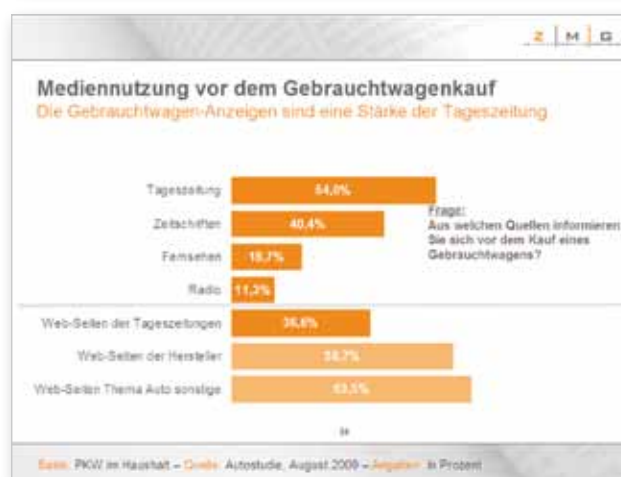 Z M G
Mediennutzung vor dem Gebrauchtwagenkauf
Die Gebrauchtwagen-Anzeigen sind eine Stärke der Tageszeitung
Tageszeitung 54,0%
Zeitschriften 40,4%
Fernsehen 18,7%
Radio 11,3%
Web-Seiten der Tageszeitungen 36,6%
Web-Seiten der Hersteller 58,7%
Web-Seiten Thema Auto sonstige 63,5%
Frage:
Aus welchen Quellen informieren
Sie sich vor dem Kauf eines
Gebrauchtwagens?
Basis: PKW im Haushalt – Quelle: Autostudie, August 2009 – Angaben: In Prozent